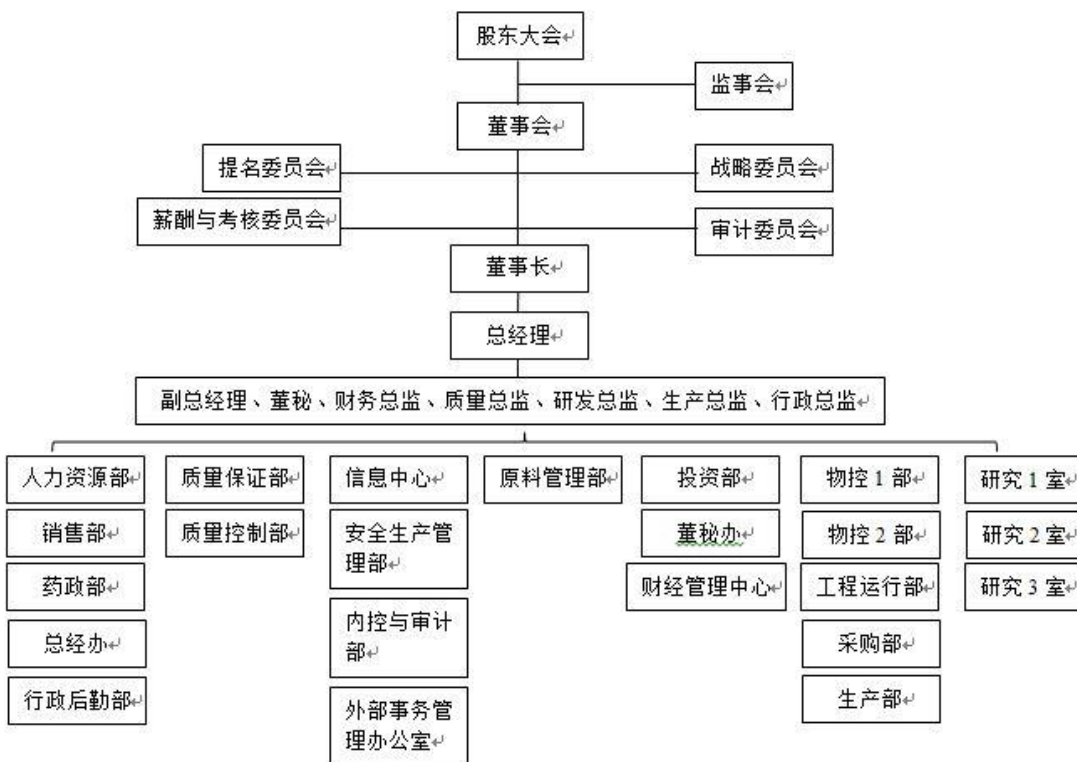 股东大会
监事会
董事会
提名委员会
战略委员会
薪酬与考核委员会
审计委员会
董事长
总经理
副总经理、董秘、财务总监、质量总监、研发总监、生产总监、行政总监
人力资源部
质量保证部
信息中心
原料管理部
投资部
物控1部
研究1室
销售部
质量控制部
安全生产管
理部
董秘办
物控2部
研究2室
药政部
财经管理中心
工程运行部
研究3室
总经办
内控与审计
部
采购部
行政后勤部
外部事务管
理办公室
生产部